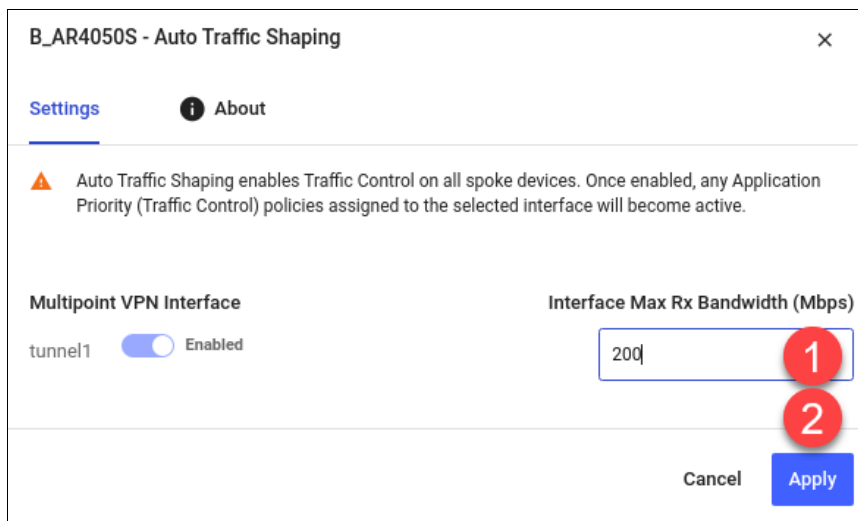 B_AR4050S - Auto Traffic Shaping
Settings
About
Auto Traffic Shaping enables Traffic Control on all spoke devices. Once enabled, any Application
Priority (Traffic Control) policies assigned to the selected interface will become active.
Multipoint VPN Interface
Interface Max Rx Bandwidth (Mbps)
tunnel1
Enabled
200
1
2
Cancel
Apply